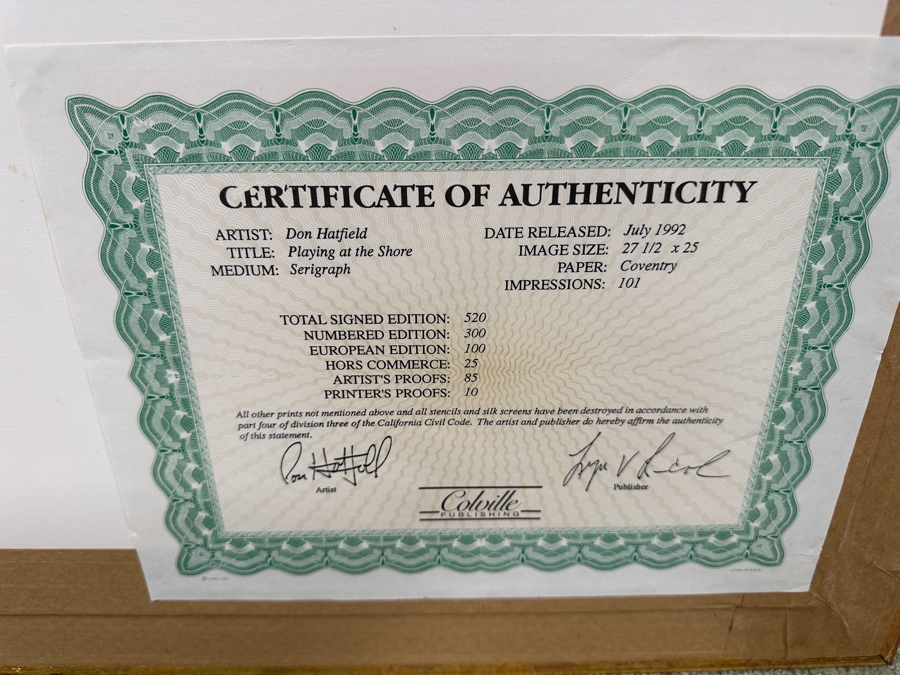 CERTIFICATE OF AUTHENTICITY
ARTIST: Don Hatfield
TITLE: Playing at the Shore
MEDIUM: Serigraph
DATE RELEASED: July 1992
IMAGE SIZE: 27 1/2 x 25
PAPER: Coventry
IMPRESSIONS: 101
TOTAL SIGNED EDITION: 520
NUMBERED EDITION: 300
EUROPEAN EDITION: 100
HORS COMMERCE: 25
ARTIST'S PROOFS: 85
PRINTER'S PROOFS: 10
All other prints not mentioned above and all stencils and silk screens have been destroyed in accordance with
part four of division three of the California Civil Code. The artist and publisher do hereby affirm the authenticity
of this statement.
Don Hatfield
Artist
Publisher
Colville
PUBLISHING